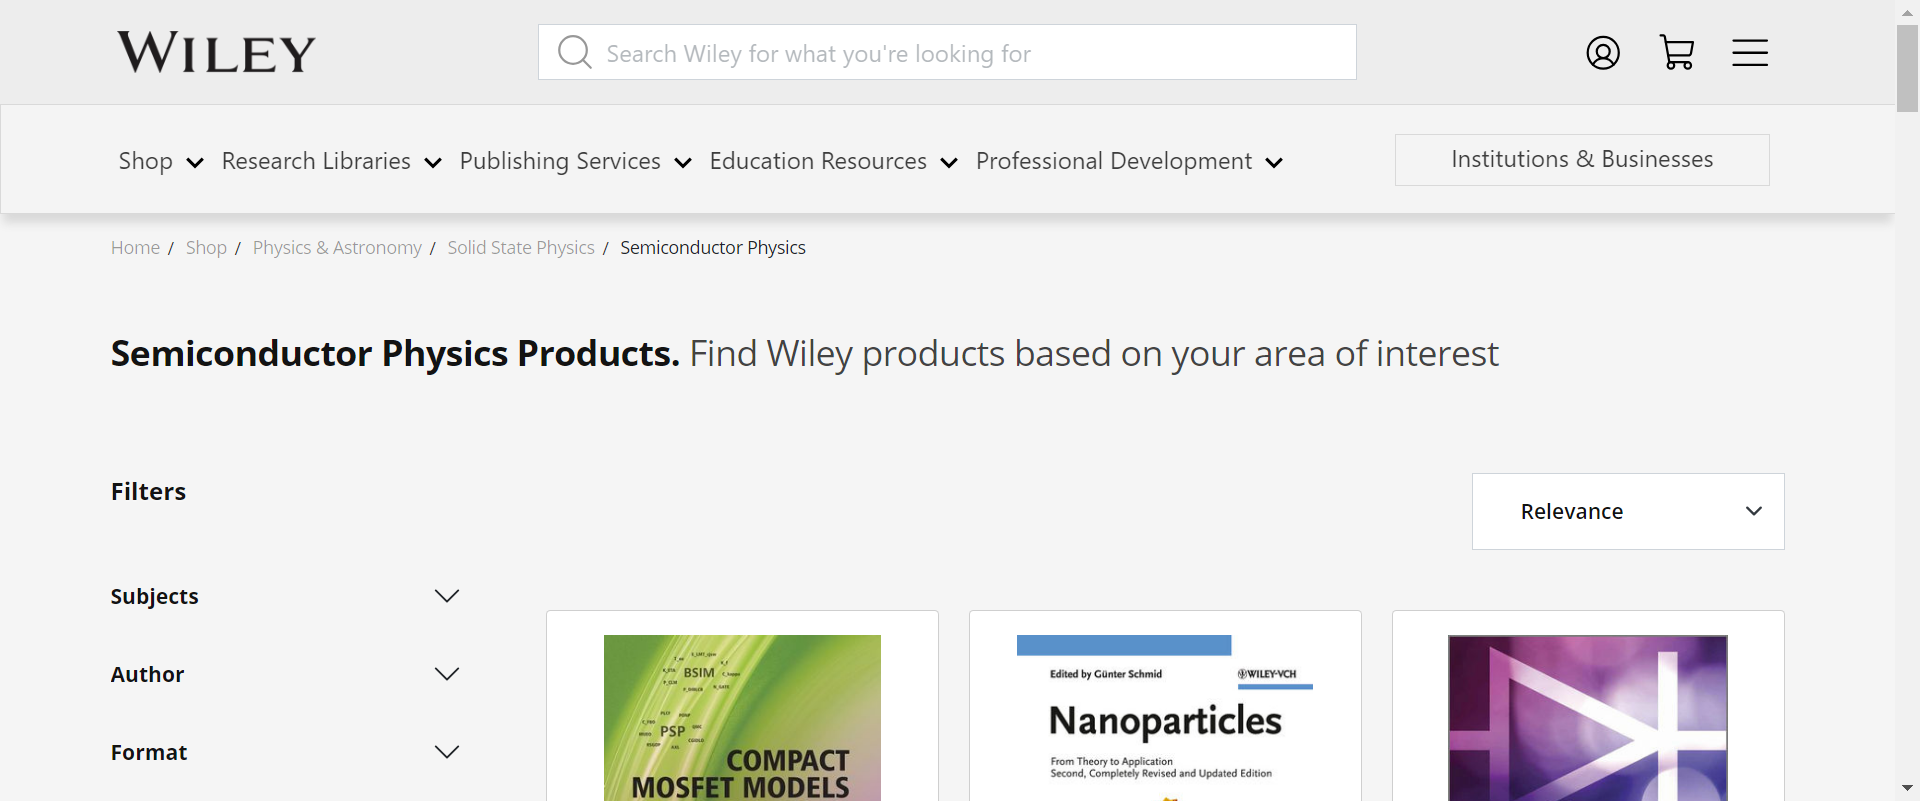 WILEY
Search Wiley for what you're looking for
Shop
Research Libraries
Publishing Services
Education Resources
Professional Development
Institutions & Businesses
Home / Shop / Physics & Astronomy / Solid State Physics / Semiconductor Physics
Semiconductor Physics Products. Find Wiley products based on your area of interest
Filters
Relevance
Subjects
Author
Format
BSIM
PSP
COMPACT
MOSFET MODELS
Edited by Günter Schmid
WILEY-VCH
Nanoparticles
From Theory to Application
Second, Completely Revised and Updated Edition